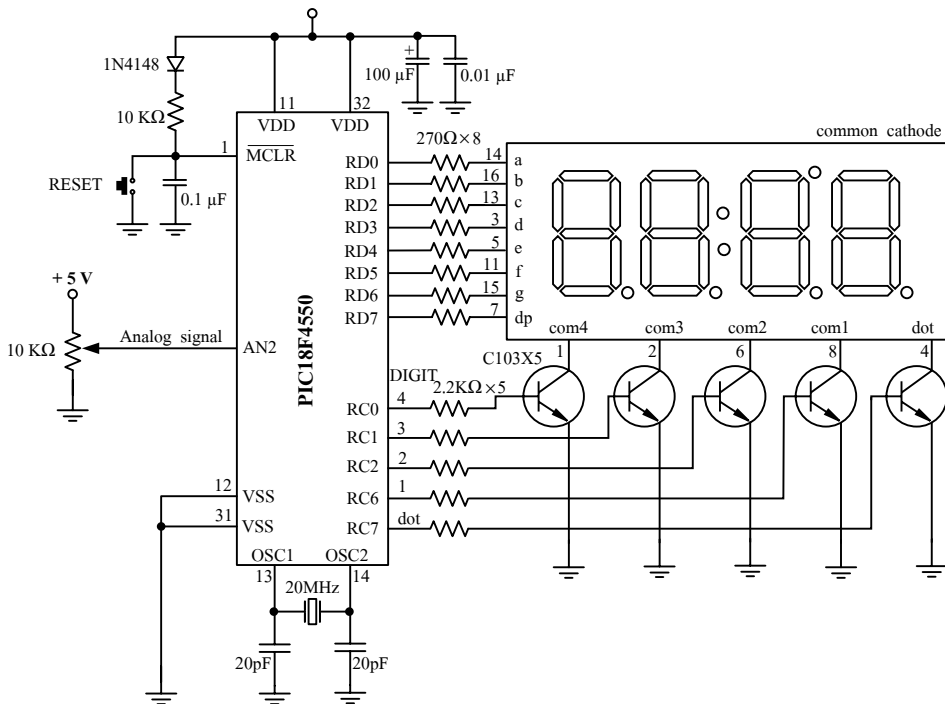 1N4148
10 KΩ
100 µF
+
0.01 µF
11
32
VDD
VDD
1
MCLR
RESET
0.1 µF
+ 5 V
10 KΩ
Analog signal
AN2
PIC18F4550
RD0
RD1
RD2
RD3
RD4
RD5
RD6
RD7
270Ω×8
common cathode
14 a
16 b
13 c
3 d
5 e
11 f
15 g
7 dp
com4
com3
com2
com1
dot
1
2
6
8
4
C103X5
DIGIT
2.2KΩ ×5
RC0 4
RC1 3
RC2 2
RC6 1
RC7 dot
12 VSS
31 VSS
OSC1
OSC2
13
14
20MHz
20pF
20pF